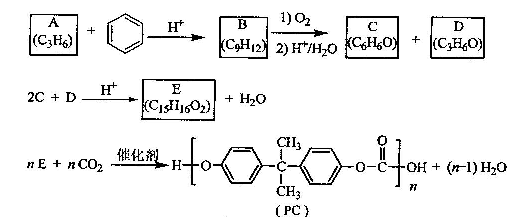 A + H⁺ B 1) O₂ C + D
(C₃H₆) (C₉H₁₂) 2) H⁺/H₂O (C₆H₆O) (C₃H₆O)
2C + D H⁺ E + H₂O
(C₁₅H₁₆O₂)
n E + n CO₂ 催化剂 H O CH₃ C CH₃ O C O OH + (n-1) H₂O
n
(PC)